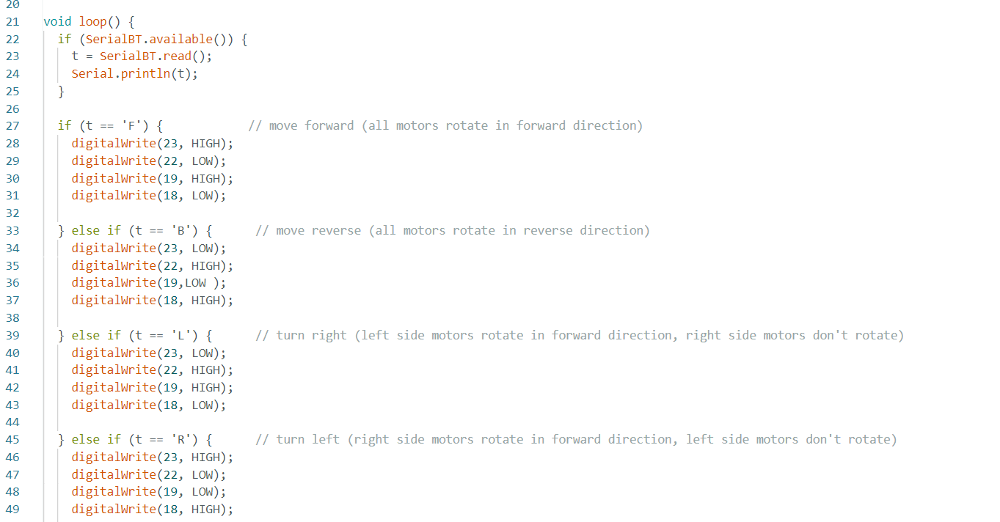 20
21 void loop() {
22 if (SerialBT.available()) {
23 t = SerialBT.read();
24 Serial.println(t);
25 }
26
27 if (t == 'F') { // move forward (all motors rotate in forward direction)
28 digitalWrite(23, HIGH);
29 digitalWrite(22, LOW);
30 digitalWrite(19, HIGH);
31 digitalWrite(18, LOW);
32
33 } else if (t == 'B') { // move reverse (all motors rotate in reverse direction)
34 digitalWrite(23, LOW);
35 digitalWrite(22, HIGH);
36 digitalWrite(19,LOW );
37 digitalWrite(18, HIGH);
38
39 } else if (t == 'L') { // turn right (left side motors rotate in forward direction, right side motors don't rotate)
40 digitalWrite(23, LOW);
41 digitalWrite(22, HIGH);
42 digitalWrite(19, HIGH);
43 digitalWrite(18, LOW);
44
45 } else if (t == 'R') { // turn left (right side motors rotate in forward direction, left side motors don't rotate)
46 digitalWrite(23, HIGH);
47 digitalWrite(22, LOW);
48 digitalWrite(19, LOW);
49 digitalWrite(18, HIGH);